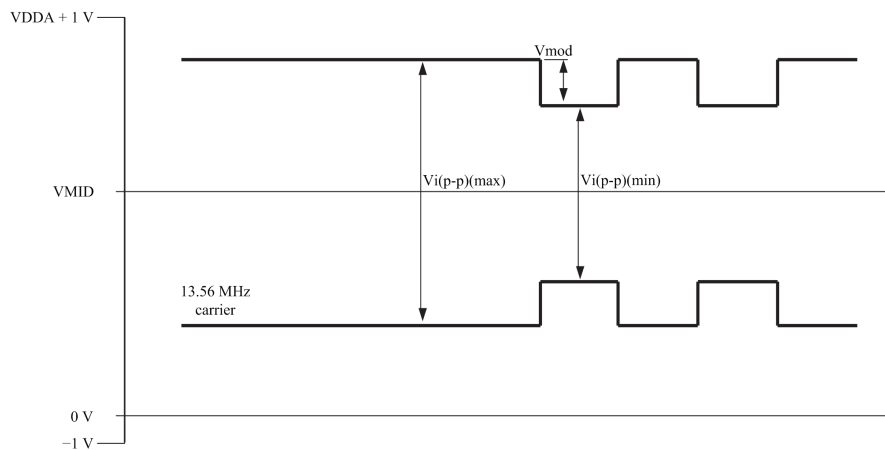 VDDA + 1 V
Vmod
VMID
Vi(p-p)(max)
Vi(p-p)(min)
13.56 MHz
carrier
0 V
−1 V